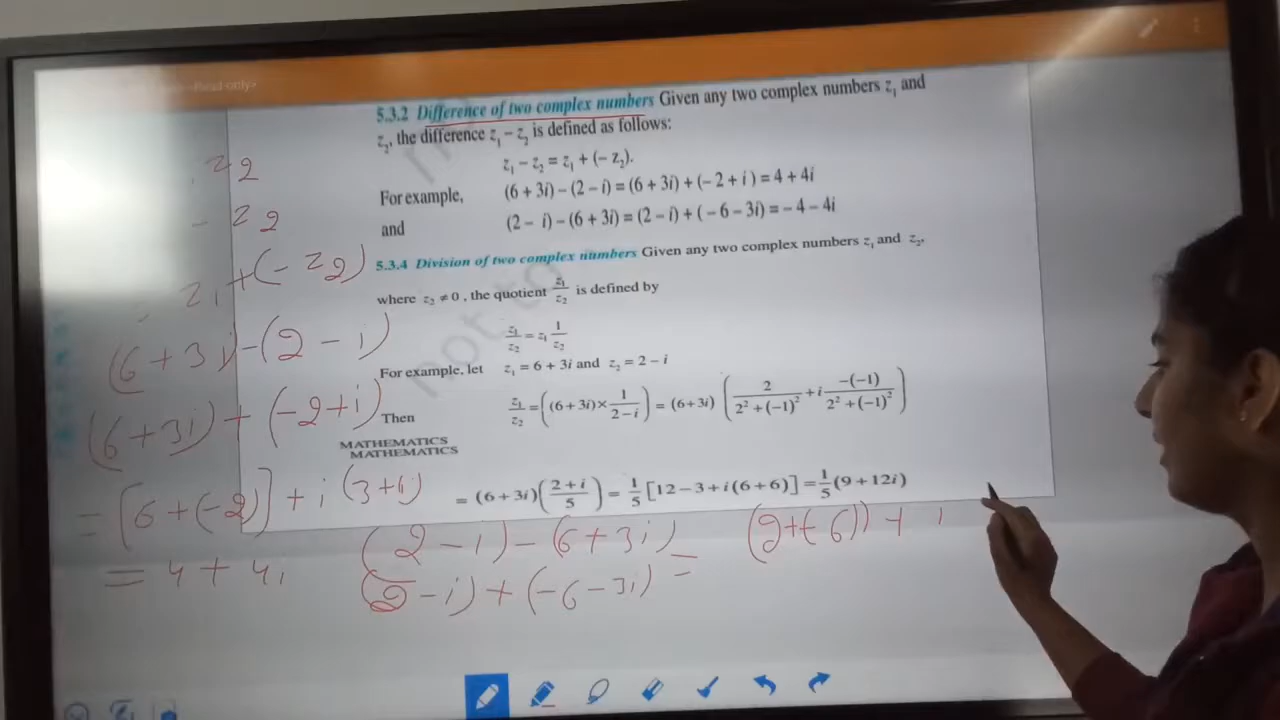 <Read-only>
5.3.2 Difference of two complex numbers Given any two complex numbers z₁ and
z₂, the difference z₁ – z₂ is defined as follows:
z₁ – z₂ = z₁ + (– z₂).
For example, (6 + 3i) – (2 – i) = (6 + 3i) + (– 2 + i ) = 4 + 4i
and (2 – i) – (6 + 3i) = (2 – i) + ( – 6 – 3i) = – 4 – 4i
5.3.4 Division of two complex numbers Given any two complex numbers z₁ and z₂,
where z₂ ≠ 0 , the quotient z₁/z₂ is defined by
z₁/z₂ = z₁ 1/z₂
For example, let z₁ = 6 + 3i and z₂ = 2 – i
Then z₁/z₂ = ((6 + 3i) × 1/(2 – i)) = (6 + 3i) (2/(2² + (–1)²) + i –(–1)/(2² + (–1)²))
MATHEMATICS
MATHEMATICS
= (6 + 3i) ((2 + i)/5) = 1/5 [12 – 3 + i (6 + 6)] = 1/5 (9 + 12i)
not to
z2
- z2
z1 + (- z2)
(6 + 3i) - (2 - i)
(6 + 3i) + (-2 + i)
= [6 + (-2)] + i (3+1)
= 4 + 4i
(2 - i) - (6 + 3i)
(2 - i) + (-6 - 3i) =
(2+(-6)) + i